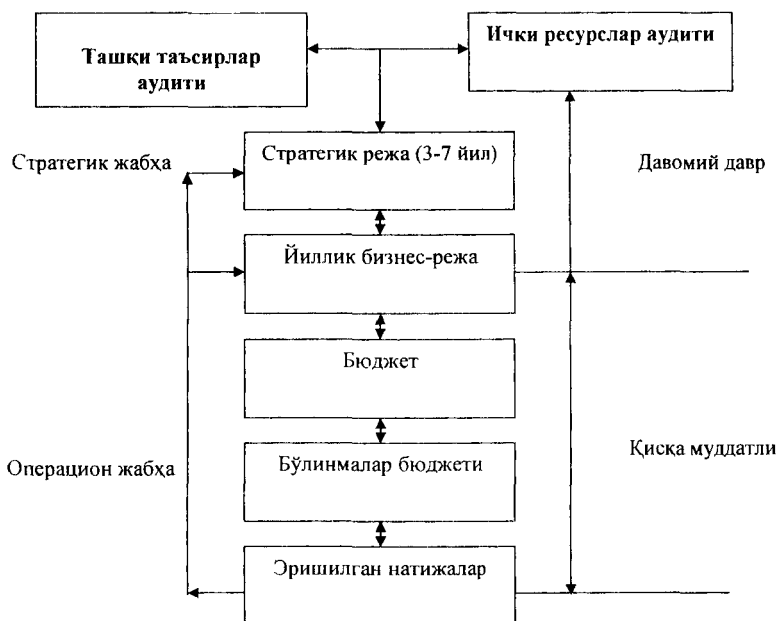 Ташқи таъсирлар
аудити
Ички ресурслар аудити
Стратегик жабҳа
Стратегик режа (3-7 йил)
Давомий давр
Йиллик бизнес-режа
Бюджет
Операцион жабҳа
Бўлинмалар бюджети
Қисқа муддатли
Эришилган натижалар